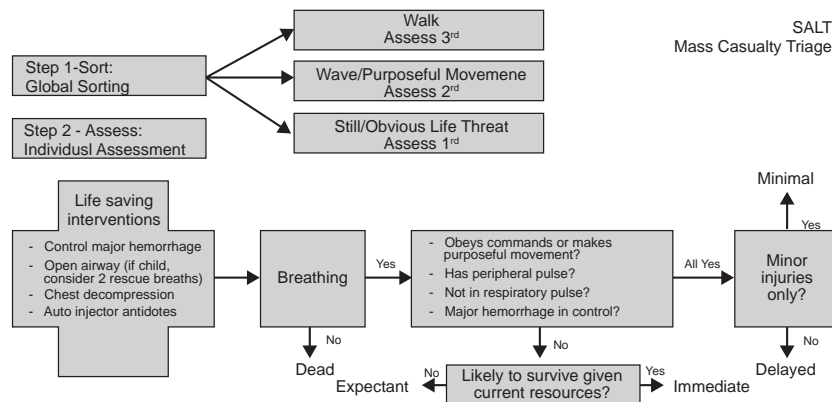 SALT
Mass Casualty Triage
Walk
Assess 3rd
Step 1-Sort:
Global Sorting
Wave/Purposeful Movemene
Assess 2rd
Still/Obvious Life Threat
Assess 1rd
Step 2 - Assess:
Individusl Assessment
Life saving
interventions
- Control major hemorrhage
- Open airway (if child,
consider 2 rescue breaths)
- Chest decompression
- Auto injector antidotes
Breathing
Yes
No
Dead
- Obeys commands or makes
purposeful movement?
- Has peripheral pulse?
- Not in respiratory pulse?
- Major hemorrhage in control?
All Yes
No
Minimal
Yes
Minor
injuries
only?
No
Delayed
Expectant
No
Likely to survive given
current resources?
Yes
Immediate